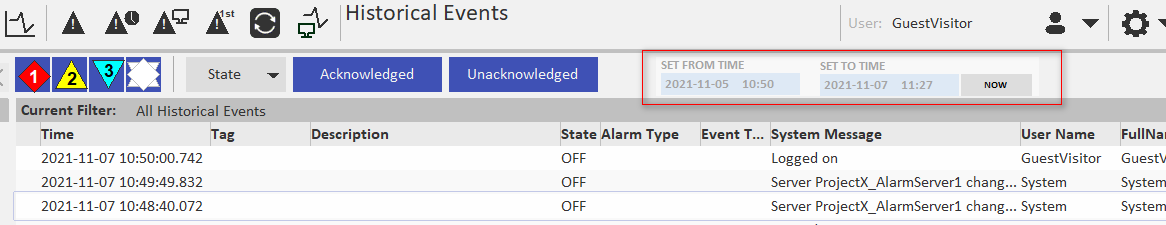 1st
Historical Events
User: GuestVisitor
1 2 3 State Acknowledged Unacknowledged
SET FROM TIME SET TO TIME
2021-11-05 10:50 2021-11-07 11:27 NOW
Current Filter: All Historical Events
Time Tag Description State Alarm Type Event T... System Message User Name FullNa
2021-11-07 10:50:00.742 OFF Logged on GuestVisitor GuestV
2021-11-07 10:49:49.832 OFF Server ProjectX_AlarmServer1 chang... System System
2021-11-07 10:48:40.072 OFF Server ProjectX_AlarmServer1 chang... System System